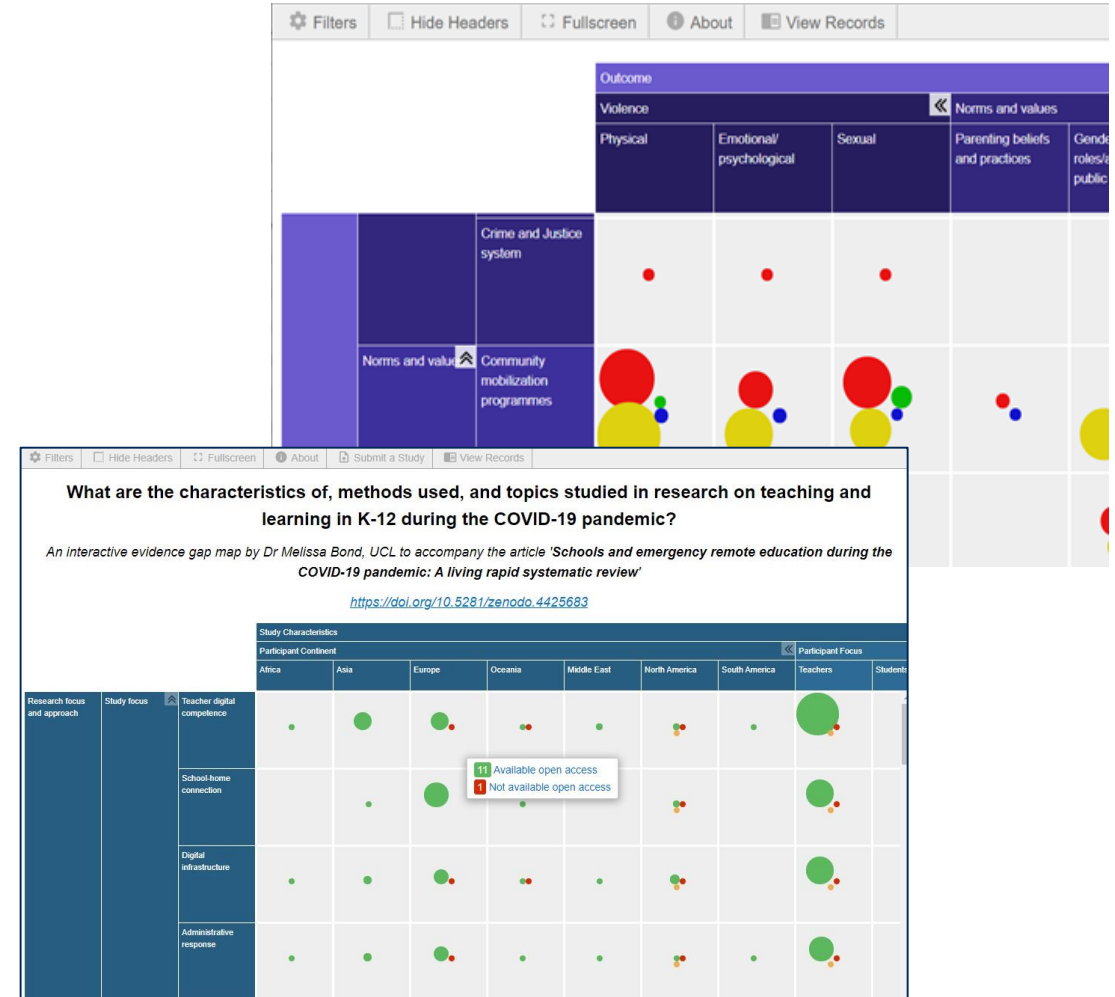 Filters Hide Headers Fullscreen About View Records
Outcome
Violence Norms and values
Physical Emotional/ Sexual Parenting beliefs
psychological and practices
public
Crime and Justice
system
Norms and Community
mobilization
programmes
Filters Hide Headers Fullscreen About Submit a Study View Records
What are the characteristics of, methods used, and topics studied in research on teaching and
learning in K-12 during the COVID-19 pandemic?
An interactive evidence gap map by Dr Melissa Bond, UCL to accompany the article 'Schools and emergency remote education during the
COVID-19 pandemic: A living rapid systematic review'
https://doi.org/10.5281/zenodo.4425683
Study Characteristics
Participant Continent Participant Focus
Africa Asia Europe Oceania Middle East North America South America Teachers Students
Research focus Study focus Teacher digital
and approach competence
11 Available open access
1 Not available open access
School-home
connection
Digital
infrastructure
Administrative
response